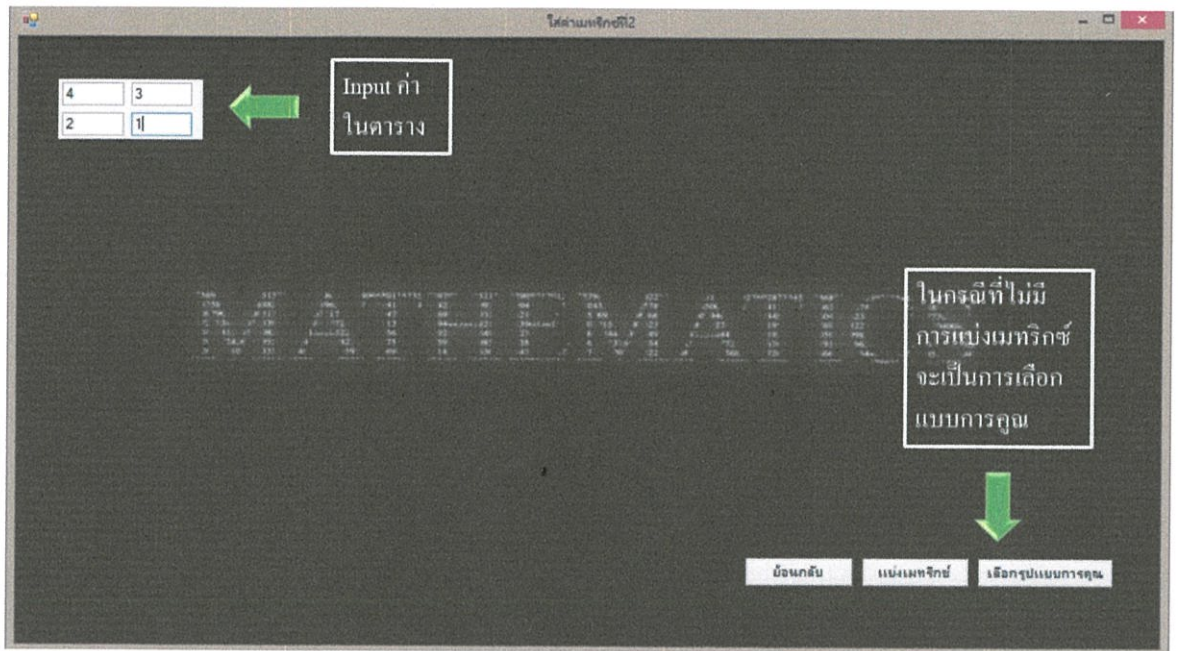 ใส่ค่าเมทริกซ์ที่2
4 3
2 1
Input ค่า
ในตาราง
MATHEMATICS
ในกรณีที่ไม่มี
การแบ่งเมทริกซ์
จะเป็นการเลือก
แบบการคูณ
ย้อนกลับ แบ่งเมทริกซ์ เลือกรูปแบบการคูณ